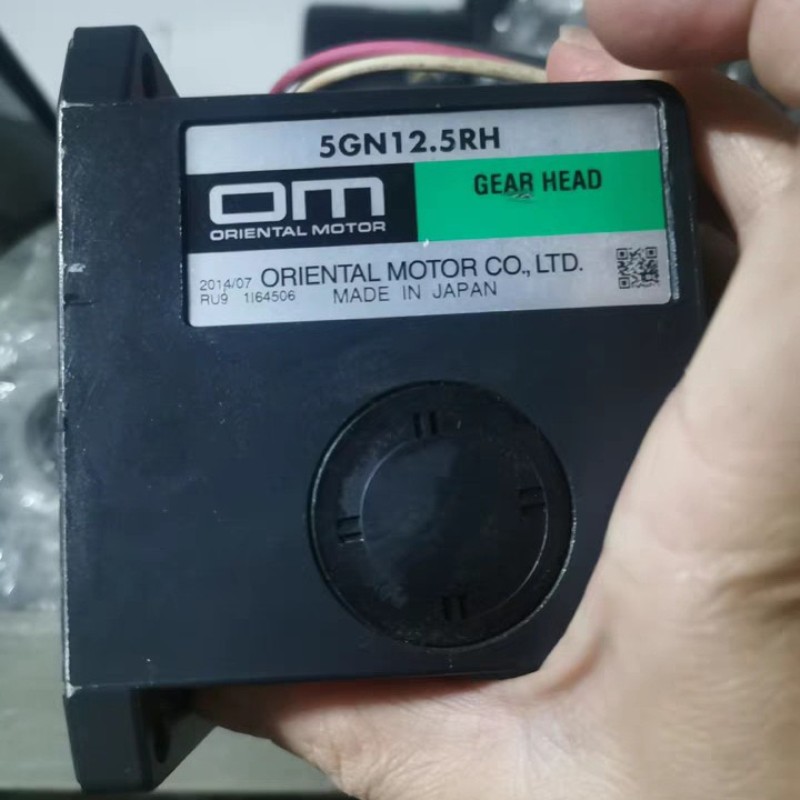 5GN12.5RH
OM
ORIENTAL MOTOR
GEAR HEAD
2014/07 ORIENTAL MOTOR CO., LTD.
RU9 1I64506 MADE IN JAPAN